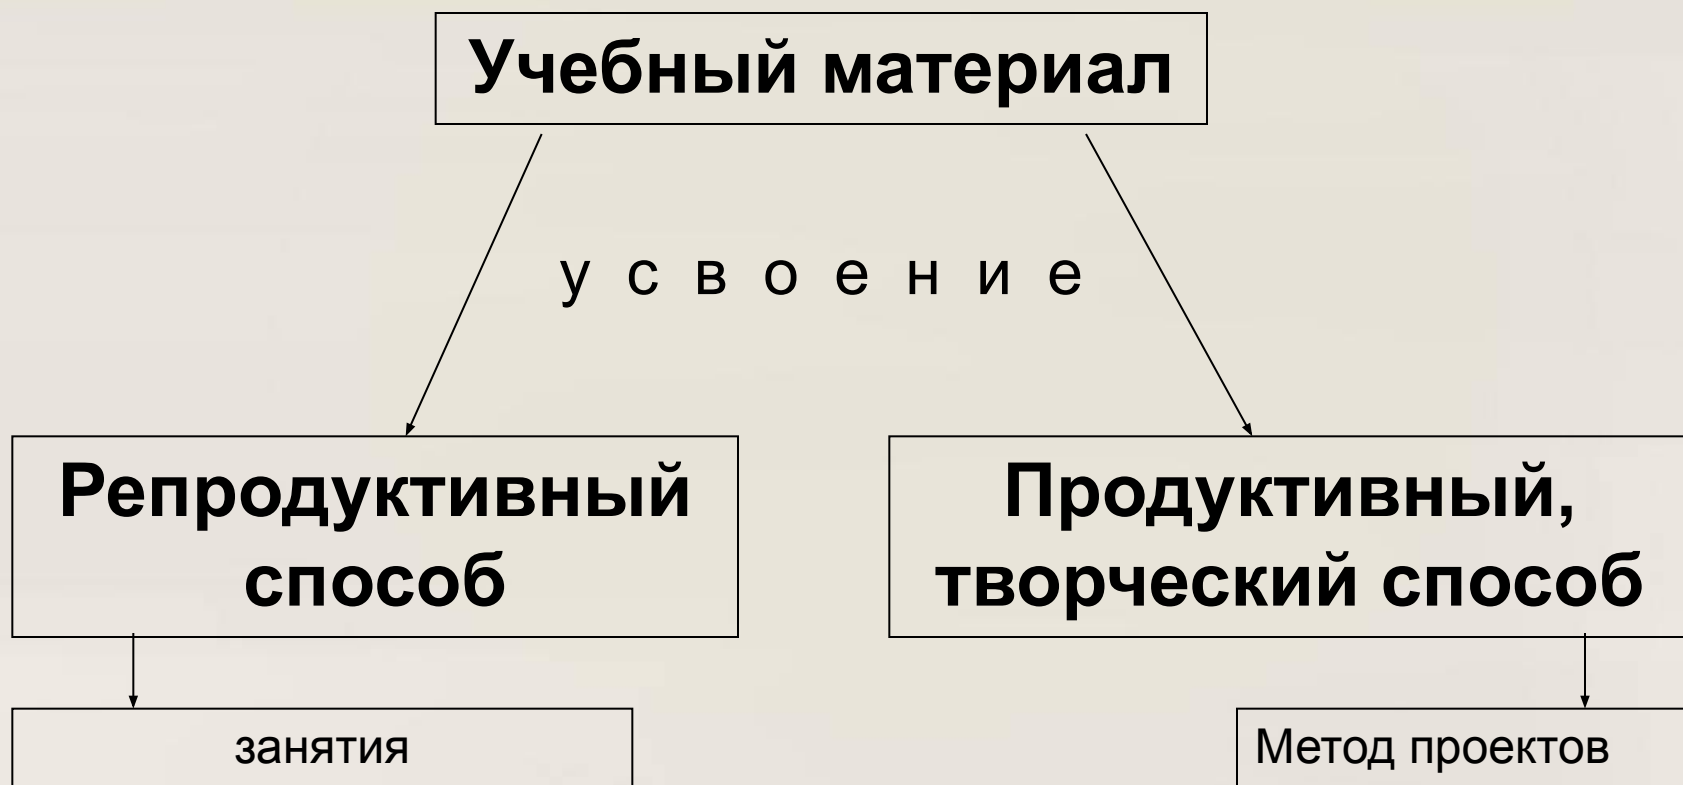 Учебный материал
у с в о е н и е
Репродуктивный
способ
Продуктивный,
творческий способ
занятия
Метод проектов